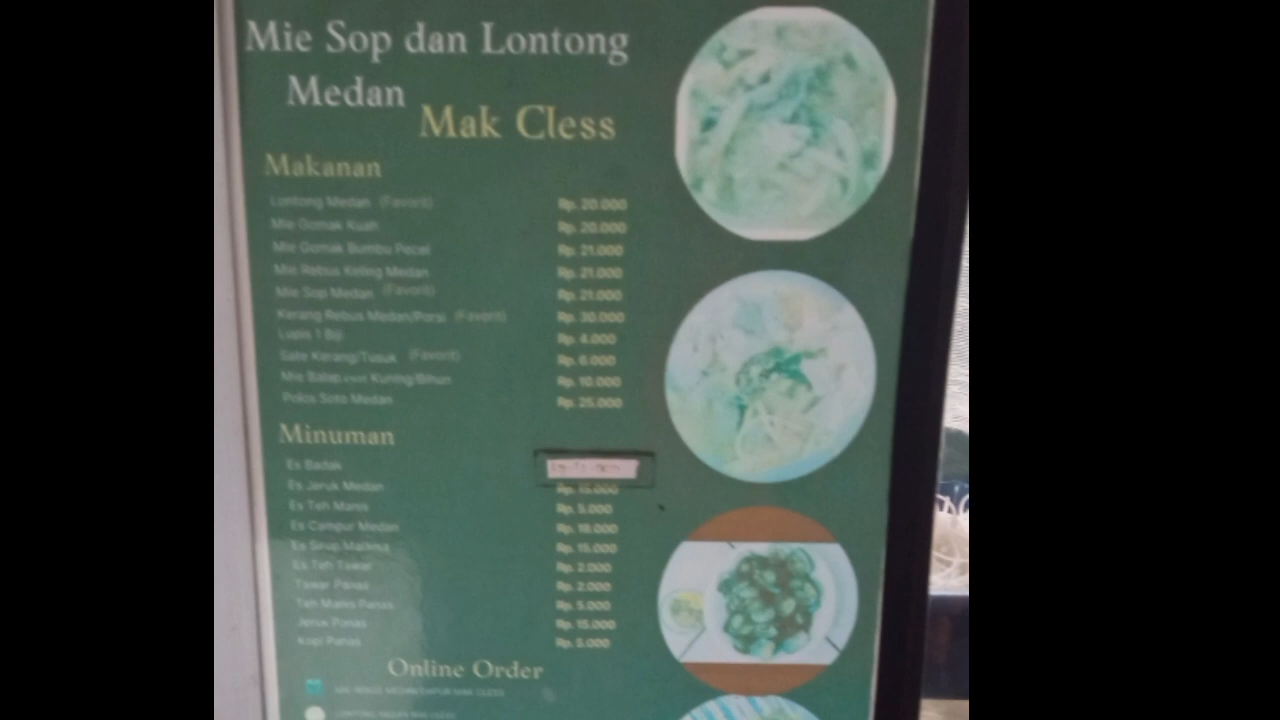 Mie Sop dan Lontong
Medan
Mak Cless
Makanan
Lontong Medan (Favorit) Rp. 20.000
Mie Gomak Kuah Rp. 20.000
Mie Gomak Bumbu Pecel Rp. 21.000
Mie Rebus Keling Medan Rp. 21.000
Mie Sop Medan (Favorit) Rp. 21.000
Kerang Rebus Medan/Porsi (Favorit) Rp. 30.000
Lupis 1 Biji Rp. 4.000
Sate Kerang/Tusuk (Favorit) Rp. 6.000
Mie Balap Kuning/Bihun Rp. 10.000
Polos Soto Medan Rp. 25.000
Minuman
Es Badak
Es Jeruk Medan Rp. 15.000
Es Teh Manis Rp. 5.000
Es Campur Medan Rp. 18.000
Es Sirup Rp. 15.000
Es Teh Tawar Rp. 2.000
Tawar Panas Rp. 2.000
Teh Manis Panas Rp. 5.000
Jeruk Panas Rp. 15.000
Kopi Panas Rp. 5.000
Online Order
MAK CLESS